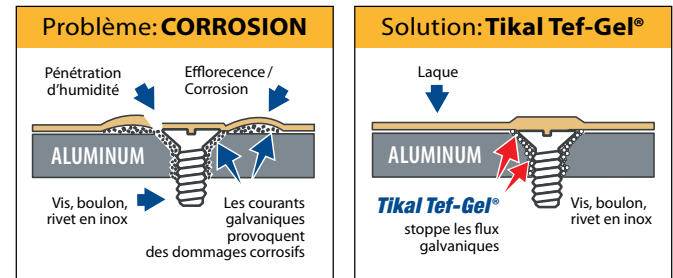 Problème: CORROSION
Pénétration
d'humidité
Efflorecence /
Corrosion
ALUMINUM
Vis, boulon,
rivet en inox
Les courants
galvaniques
provoquent
des dommages corrosifs
Solution: Tikal Tef-Gel®
Laque
ALUMINUM
Tikal Tef-Gel®
stoppe les flux
galvaniques
Vis, boulon,
rivet en inox